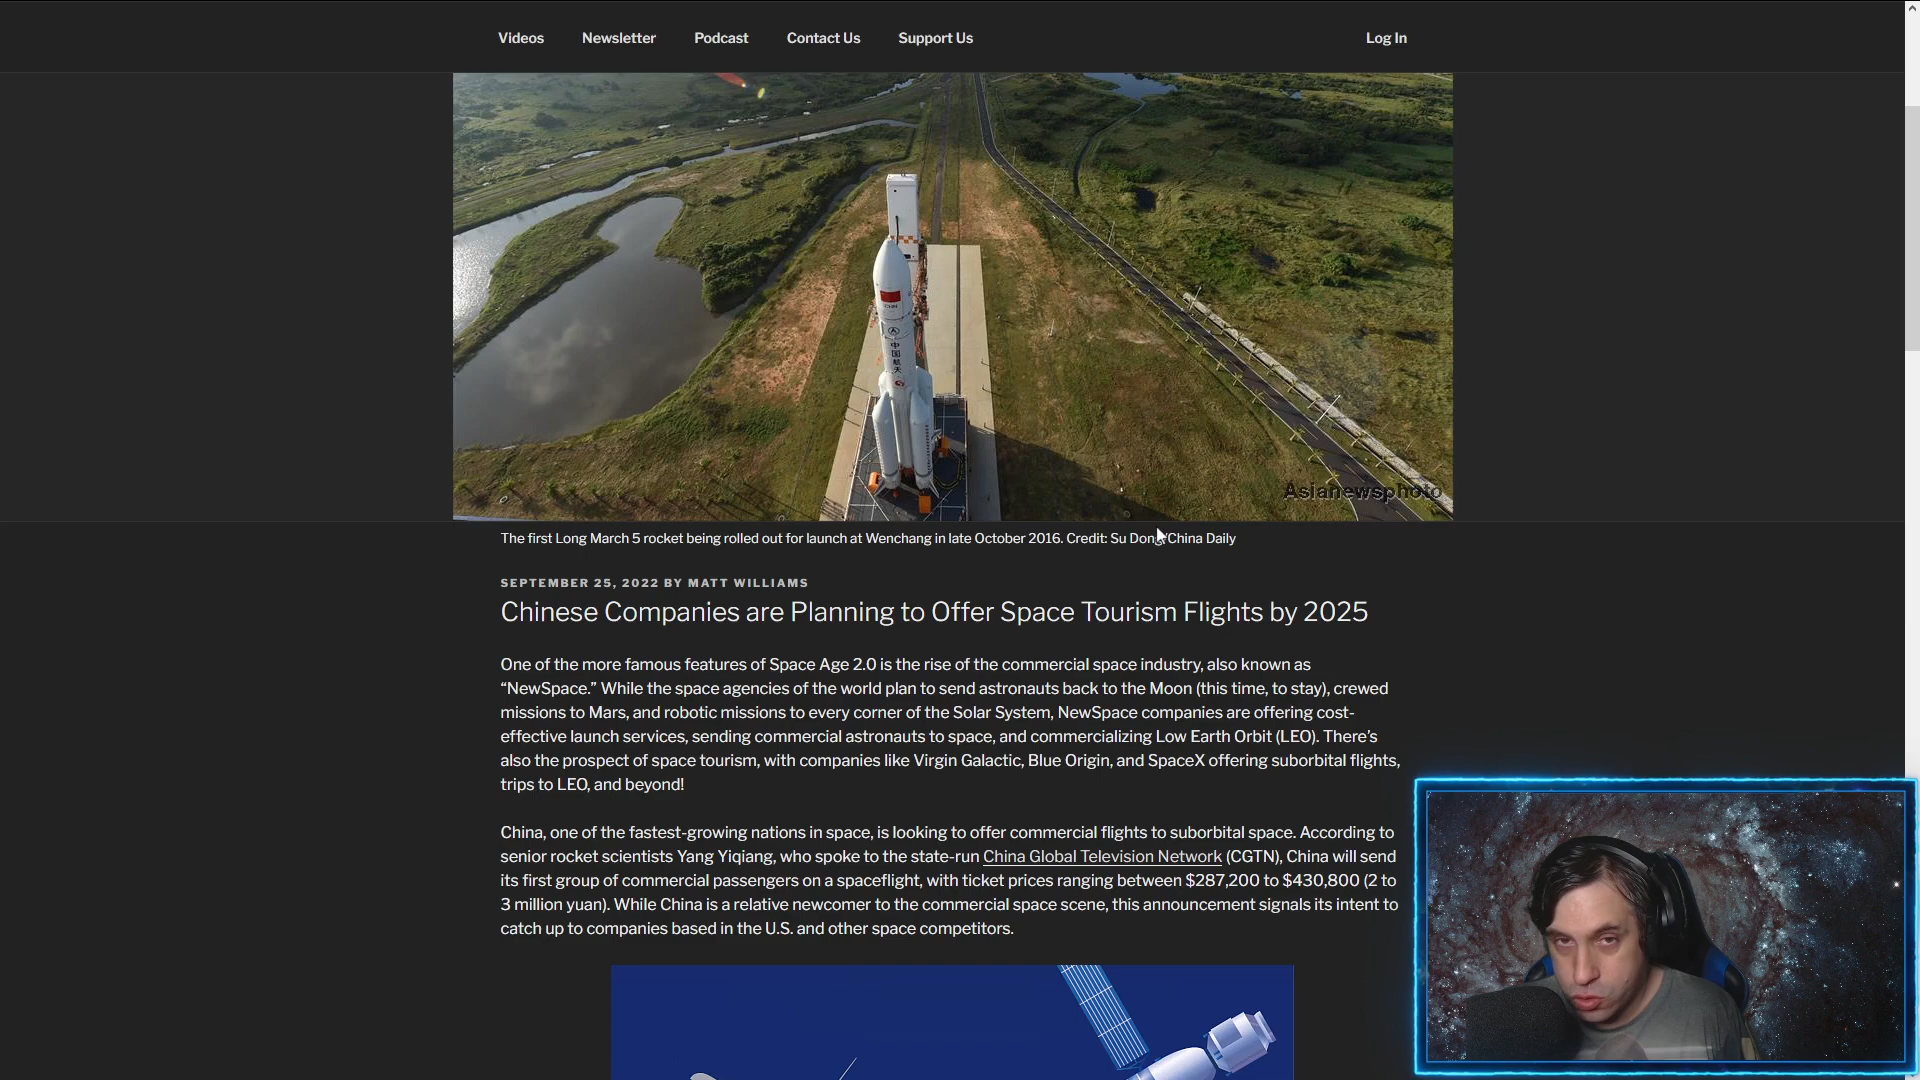 Videos
Newsletter
Podcast
Contact Us
Support Us
Log In
中
国
航
天
Asianewsphoto
The first Long March 5 rocket being rolled out for launch at Wenchang in late October 2016. Credit: Su Dong/China Daily
SEPTEMBER 25, 2022 BY MATT WILLIAMS
Chinese Companies are Planning to Offer Space Tourism Flights by 2025
One of the more famous features of Space Age 2.0 is the rise of the commercial space industry, also known as
“NewSpace.” While the space agencies of the world plan to send astronauts back to the Moon (this time, to stay), crewed
missions to Mars, and robotic missions to every corner of the Solar System, NewSpace companies are offering cost-
effective launch services, sending commercial astronauts to space, and commercializing Low Earth Orbit (LEO). There’s
also the prospect of space tourism, with companies like Virgin Galactic, Blue Origin, and SpaceX offering suborbital flights,
trips to LEO, and beyond!
China, one of the fastest-growing nations in space, is looking to offer commercial flights to suborbital space. According to
senior rocket scientists Yang Yiqiang, who spoke to the state-run China Global Television Network (CGTN), China will send
its first group of commercial passengers on a spaceflight, with ticket prices ranging between $287,200 to $430,800 (2 to
3 million yuan). While China is a relative newcomer to the commercial space scene, this announcement signals its intent to
catch up to companies based in the U.S. and other space competitors.